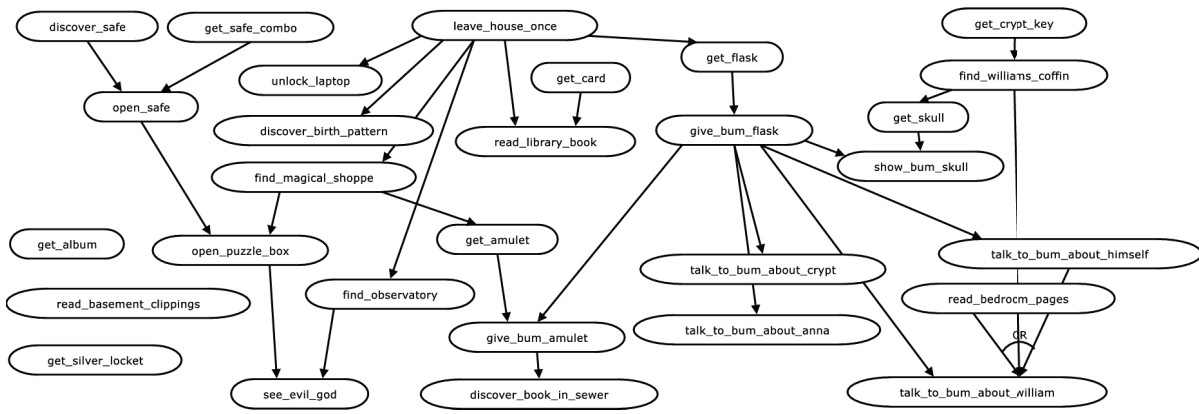 discover_safe
get_safe_combo
leave_house_once
get_crypt_key
get_flask
unlock_laptop
get_card
find_williams_coffin
open_safe
get_skull
discover_birth_pattern
read_library_book
give_bum_flask
show_bum_skull
find_magical_shoppe
get_album
open_puzzle_box
get_amulet
talk_to_bum_about_himself
talk_to_bum_about_crypt
read_basement_clippings
find_observatory
read_bedroom_pages
talk_to_bum_about_anna
give_bum_amulet
OR
get_silver_locket
see_evil_god
discover_book_in_sewer
talk_to_bum_about_william